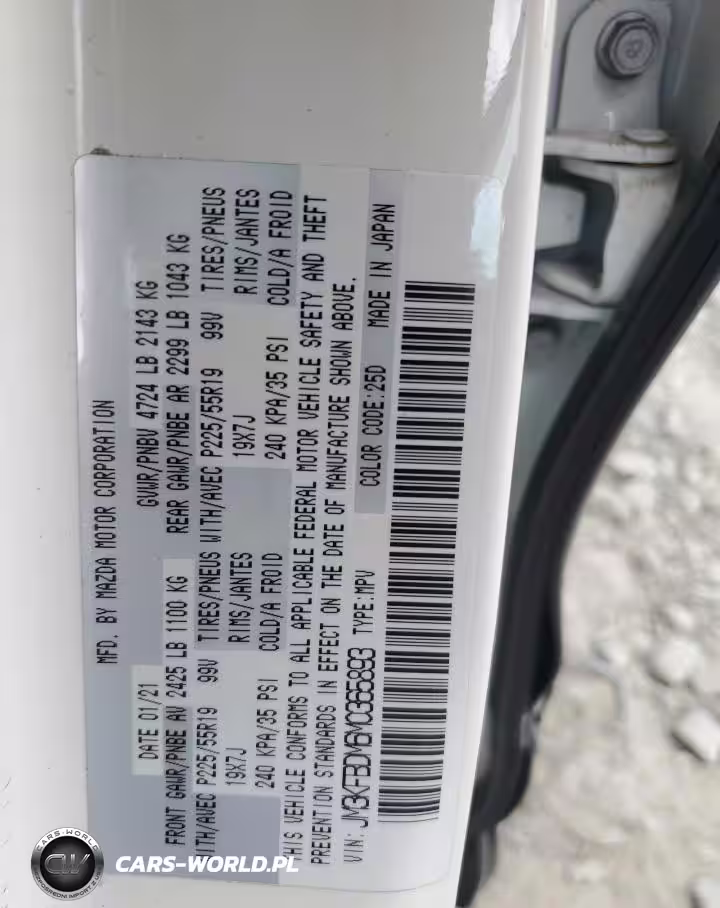 MFD. BY MAZDA MOTOR CORPORATION
DATE 01/21 GVWR/PNBV 4724 LB 2143 KG
FRONT GAWR/PNBE AV 2425 LB 1100 KG REAR GAWR/PNBE AR 2299 LB 1043 KG
TIRES/PNEUS WITH/AVEC P225/55R19 99V TIRES/PNEUS
ITH/AVEC P225/55R19 99V
19X7J RIMS/JANTES 19X7J RIMS/JANTES
240 KPA/35 PSI COLD/A FROID 240 KPA/35 PSI COLD/A FROID
THIS VEHICLE CONFORMS TO ALL APPLICABLE FEDERAL MOTOR VEHICLE SAFETY AND THEFT
PREVENTION STANDARDS IN EFFECT ON THE DATE OF MANUFACTURE SHOWN ABOVE.
VIN: JM3KFBDM6M0365893 TYPE:MPV COLOR CODE:25D MADE IN JAPAN
CARS-WORLD
CW
CARS-WORLD.PL